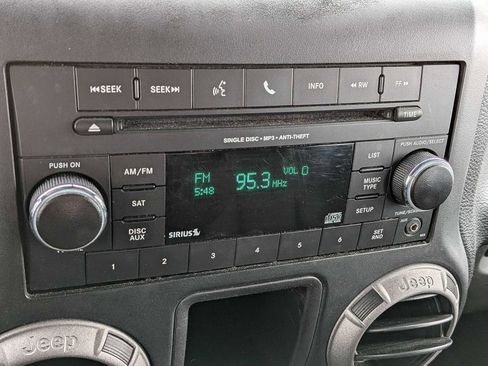 SEEK
SEEK
INFO
RW
FF
TIME
SINGLE DISC • MP3 • ANTI-THEFT
PUSH ON
PUSH AUDIO/SELECT
AM/FM
SAT
DISC
AUX
FM
5:48
95.3 MHz
VOL 0
LIST
MUSIC
TYPE
SETUP
TUNE/SCROLL
SIRIUS
1
2
3
4
5
6
SET
RND
Jeep
Jeep